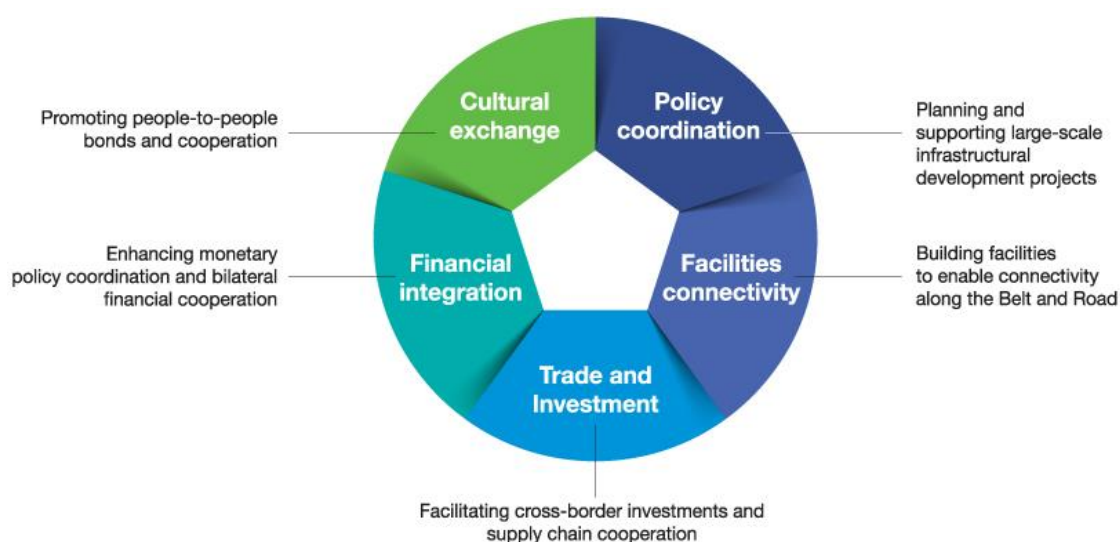 Cultural
exchange
Promoting people-to-people
bonds and cooperation
Policy
coordination
Planning and
supporting large-scale
infrastructural
development projects
Financial
integration
Enhancing monetary
policy coordination and bilateral
financial cooperation
Facilities
connectivity
Building facilities
to enable connectivity
along the Belt and Road
Trade and
Investment
Facilitating cross-border investments and
supply chain cooperation